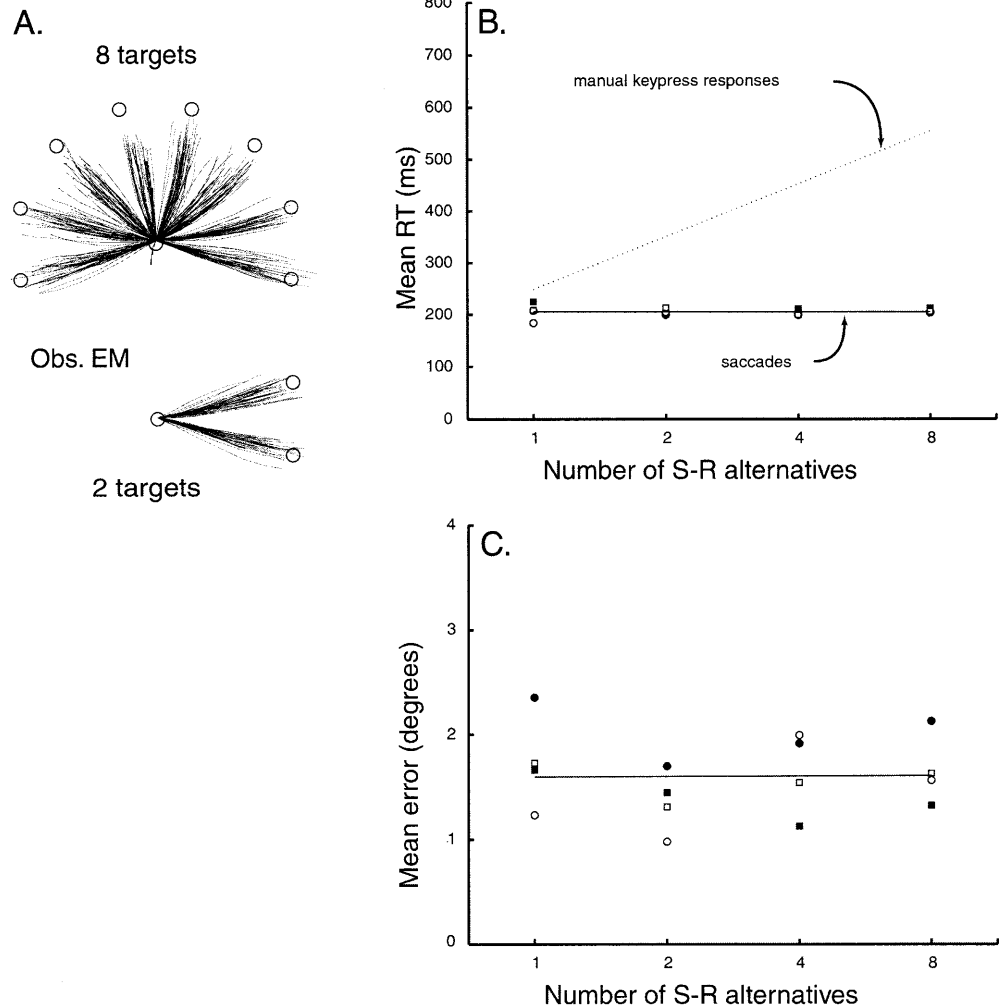 A.
8 targets
Obs. EM
2 targets
B.
800
700
600
500
400
300
200
100
0
Mean RT (ms)
manual keypress responses
saccades
1 2 4 8
Number of S-R alternatives
C.
4
3
2
1
0
Mean error (degrees)
1 2 4 8
Number of S-R alternatives